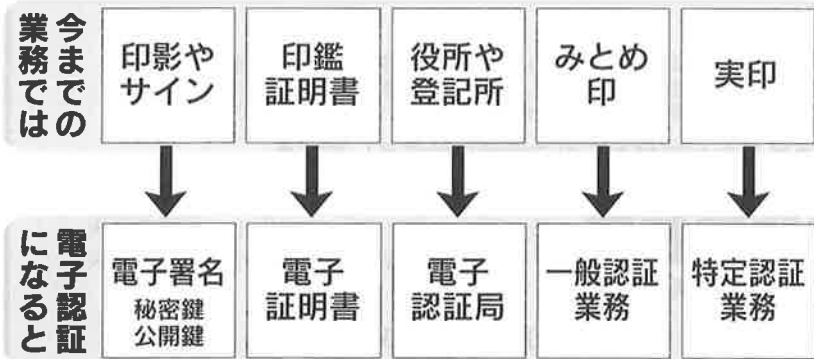 今までの
業務では
印影や
サイン
印鑑
証明書
役所や
登記所
みとめ
印
実印
電子認証
になると
電子署名
秘密鍵
公開鍵
電子
証明書
電子
認証局
一般認証
業務
特定認証
業務